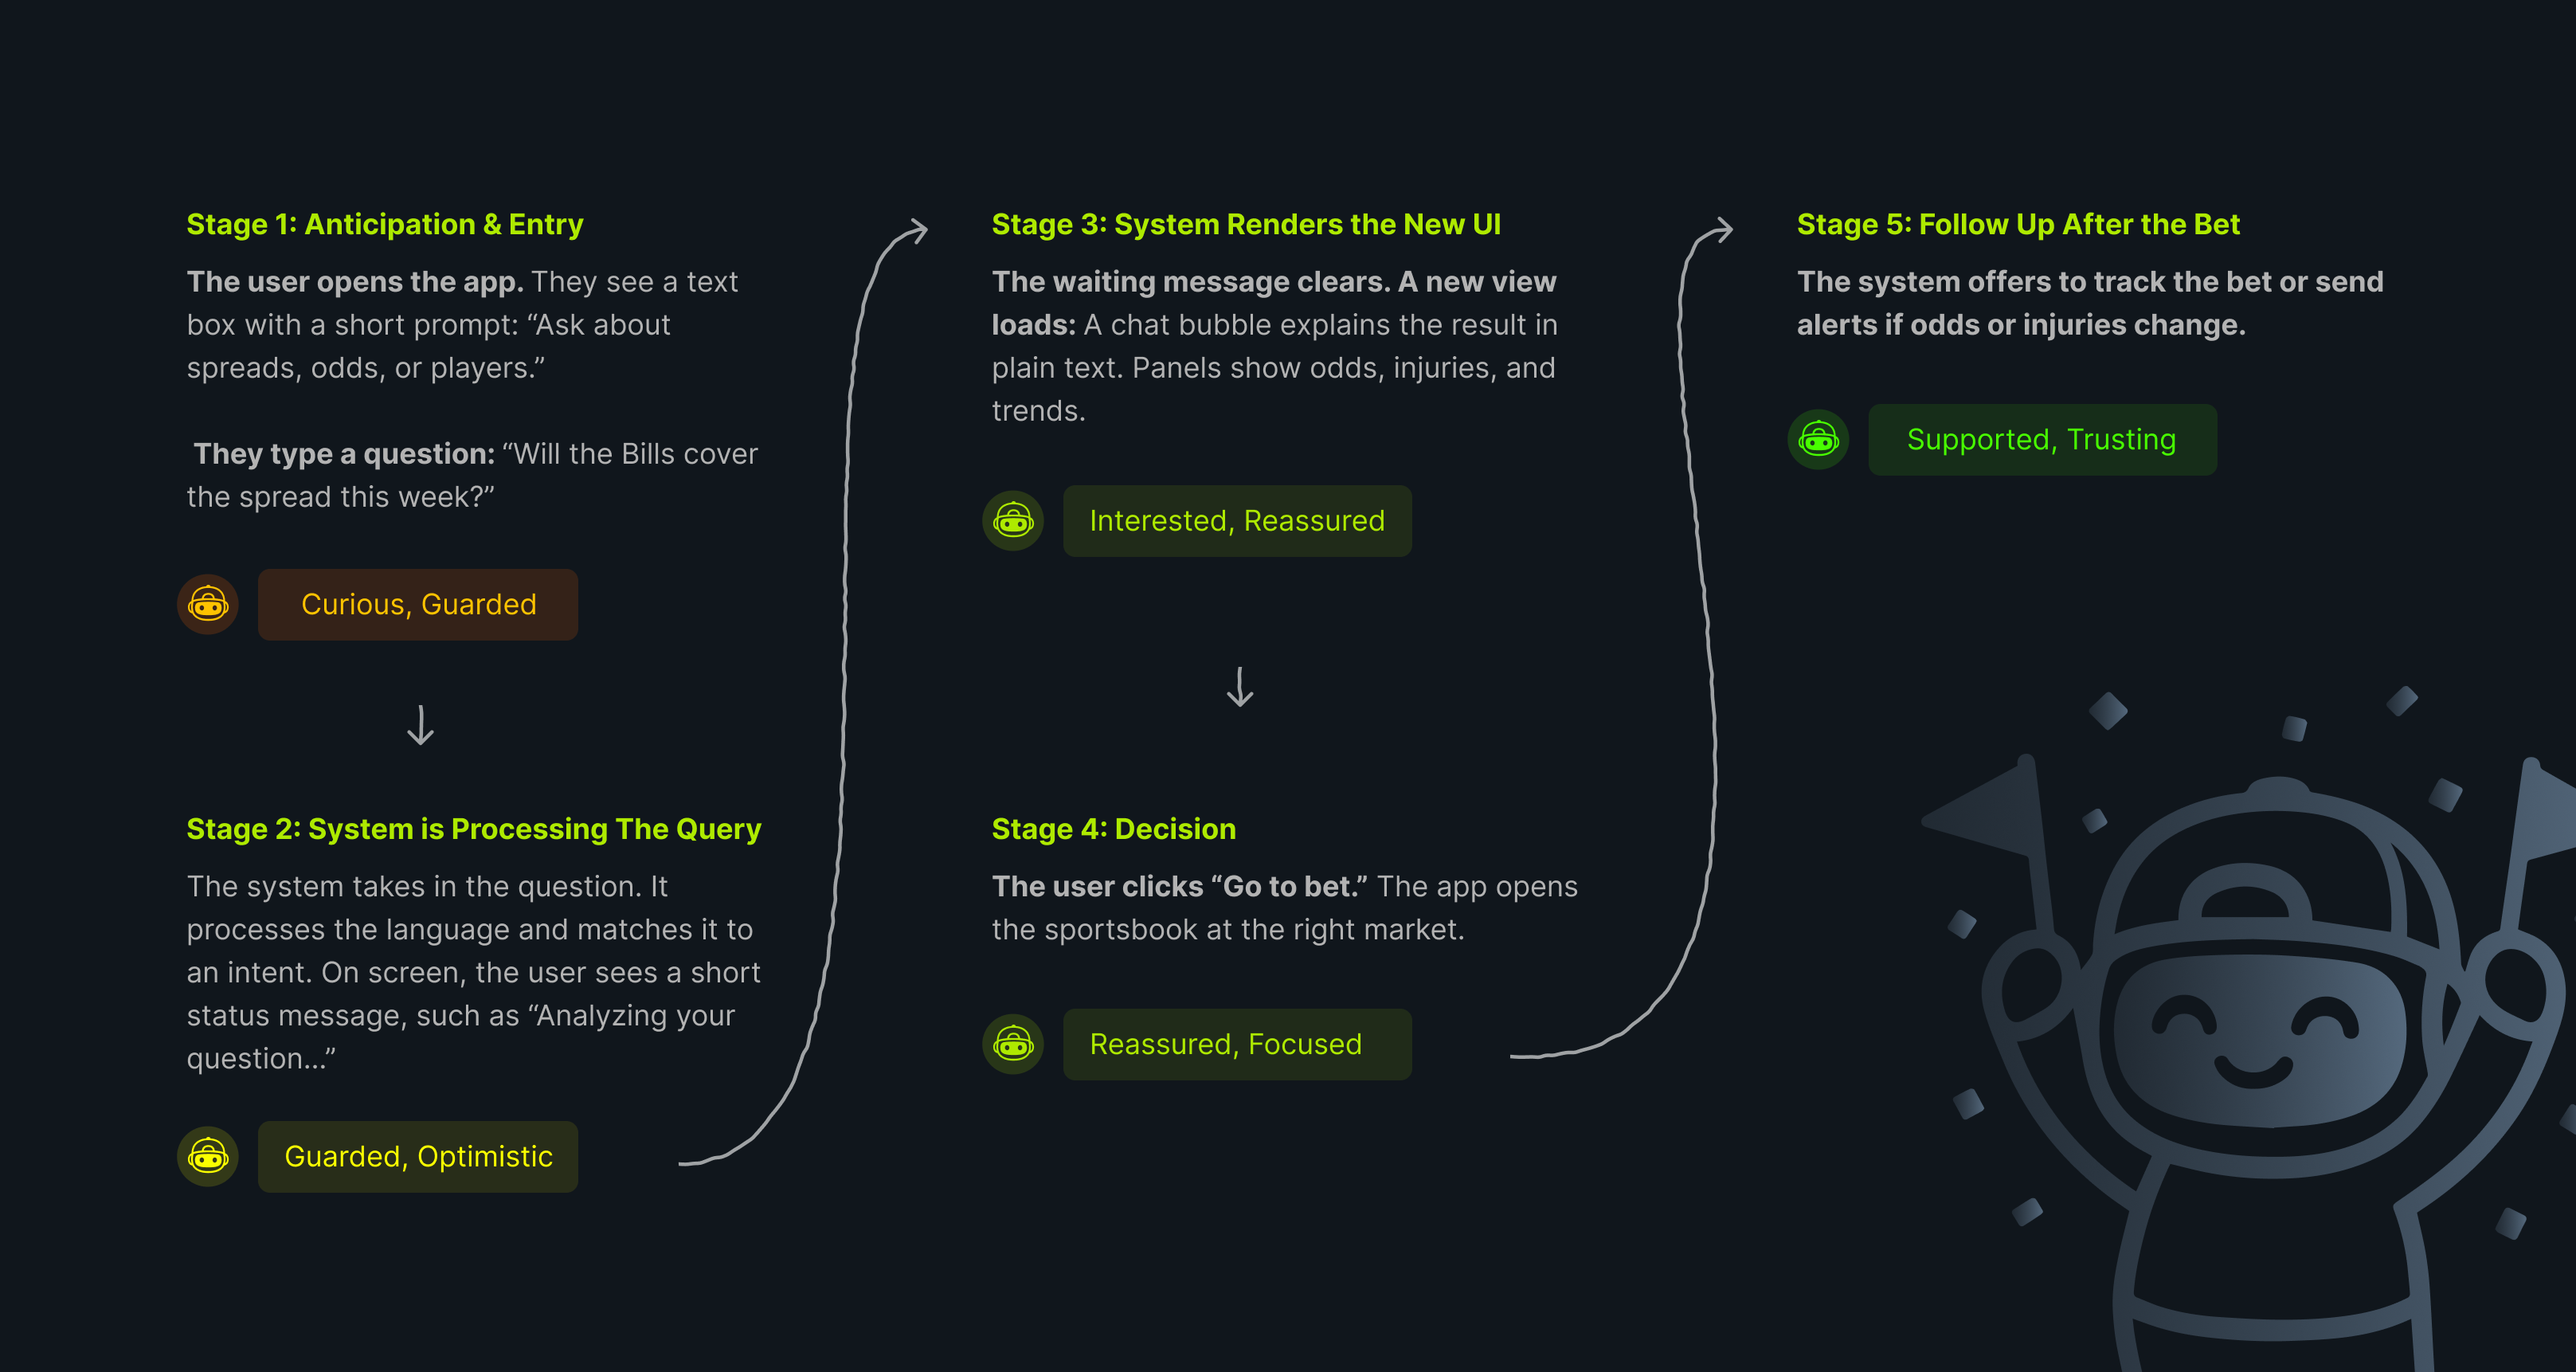 Stage 1: Anticipation & Entry
The user opens the app. They see a text
box with a short prompt: “Ask about
spreads, odds, or players.”
They type a question: “Will the Bills cover
the spread this week?”
Curious, Guarded
Stage 2: System is Processing The Query
The system takes in the question. It
processes the language and matches it to
an intent. On screen, the user sees a short
status message, such as “Analyzing your
question...”
Guarded, Optimistic
Stage 3: System Renders the New UI
The waiting message clears. A new view
loads: A chat bubble explains the result in
plain text. Panels show odds, injuries, and
trends.
Interested, Reassured
Stage 4: Decision
The user clicks “Go to bet.” The app opens
the sportsbook at the right market.
Reassured, Focused
Stage 5: Follow Up After the Bet
The system offers to track the bet or send
alerts if odds or injuries change.
Supported, Trusting